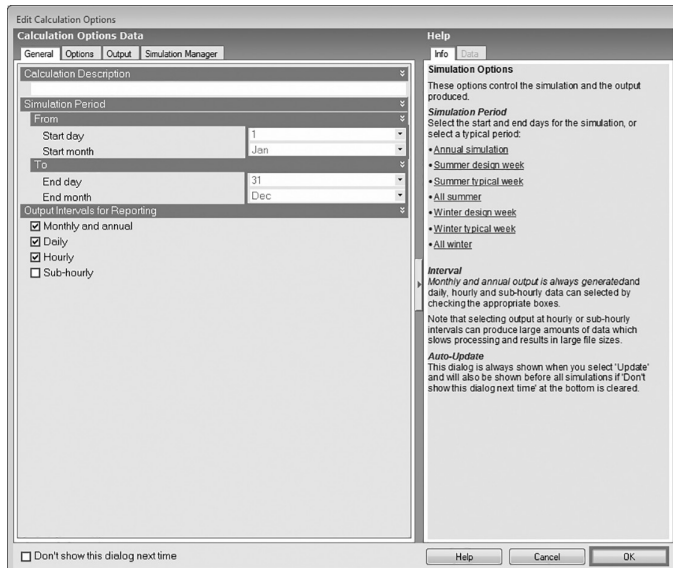 Edit Calculation Options
Calculation Options Data
General Options Output Simulation Manager
Calculation Description
Simulation Period
From
Start day 1
Start month Jan
To
End day 31
End month Dec
Output Intervals for Reporting
Monthly and annual
Daily
Hourly
Sub-hourly
Don't show this dialog next time
Help
Info Data
Simulation Options
These options control the simulation and the output
produced.
Simulation Period
Select the start and end days for the simulation, or
select a typical period:
• Annual simulation
• Summer design week
• Summer typical week
• All summer
• Winter design week
• Winter typical week
• All winter
Interval
Monthly and annual output is always generatedand
daily, hourly and sub-hourly data can selected by
checking the appropriate boxes.
Note that selecting output at hourly or sub-hourly
intervals can produce large amounts of data which
slows processing and results in large file sizes.
Auto-Update
This dialog is always shown when you select 'Update'
and will also be shown before all simulations if 'Don't
show this dialog next time' at the bottom is cleared.
Help Cancel OK